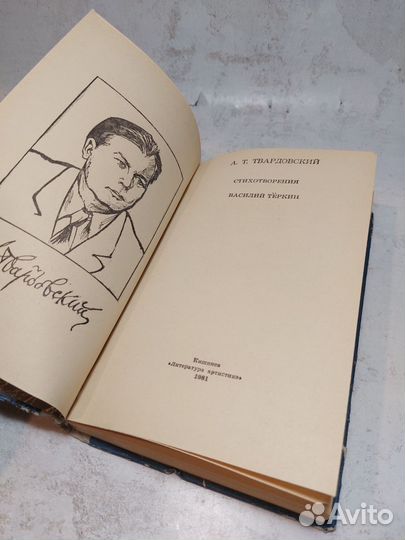 Твардовский
А. Т. ТВАРДОВСКИЙ
СТИХОТВОРЕНИЯ
ВАСИЛИЙ ТЁРКИН
Кишинев
«Литература артистикэ»
1981
Avito